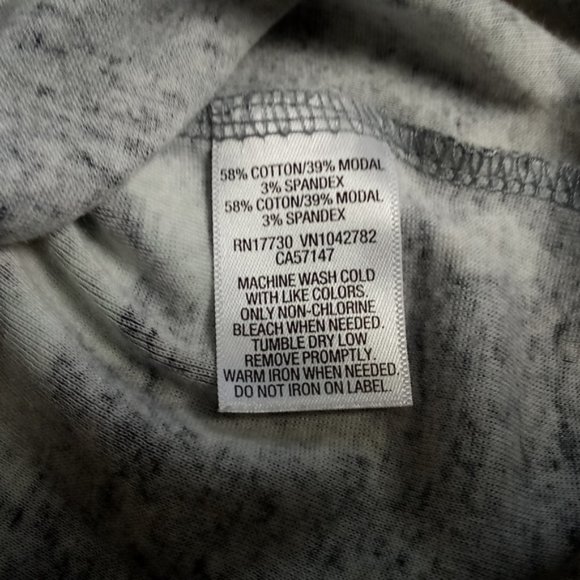 58% COTTON/39% MODAL
3% SPANDEX
58% COTTON/39% MODAL
3% SPANDEX
RN17730 VN1042782
CA57147
MACHINE WASH COLD
WITH LIKE COLORS,
ONLY NON-CHLORINE
BLEACH WHEN NEEDED.
TUMBLE DRY LOW
REMOVE PROMPTLY.
WARM IRON WHEN NEEDED.
DO NOT IRON ON LABEL.